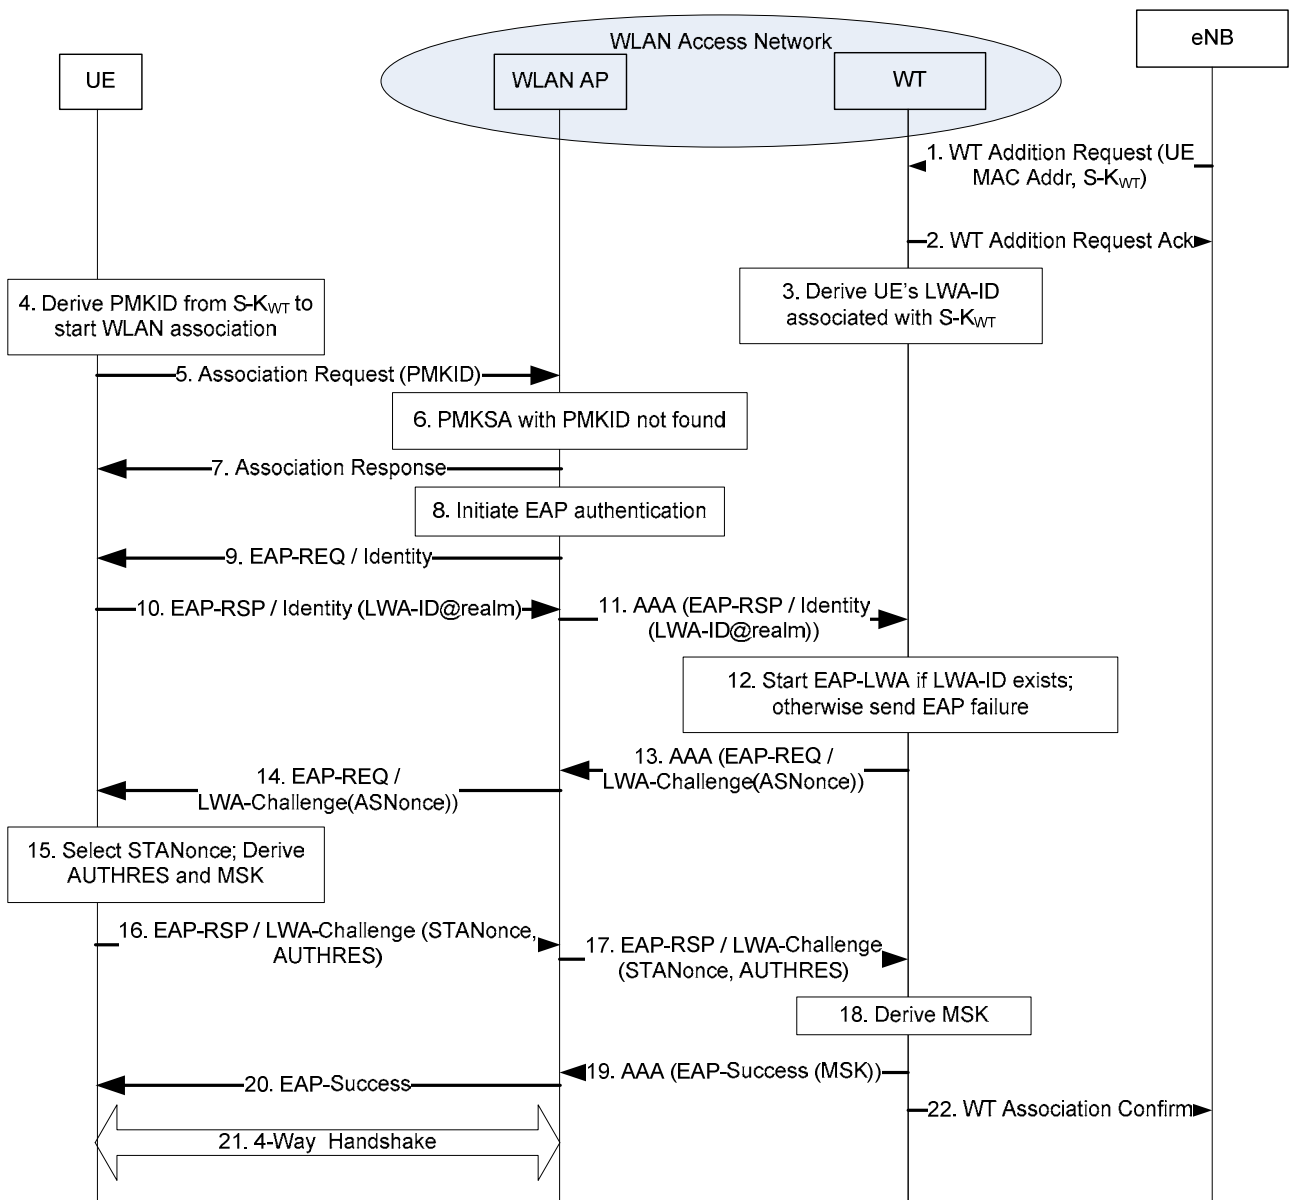 WLAN Access Network
UE
WLAN AP
WT
eNB
1. WT Addition Request (UE
MAC Addr, S-KWT)
2. WT Addition Request Ack
3. Derive UE's LWA-ID
associated with S-KWT
4. Derive PMKID from S-KWT to
start WLAN association
5. Association Request (PMKID)
6. PMKSA with PMKID not found
7. Association Response
8. Initiate EAP authentication
9. EAP-REQ / Identity
10. EAP-RSP / Identity (LWA-ID@realm)
11. AAA (EAP-RSP / Identity
(LWA-ID@realm))
12. Start EAP-LWA if LWA-ID exists;
otherwise send EAP failure
13. AAA (EAP-REQ /
LWA-Challenge(ASNonce))
14. EAP-REQ /
LWA-Challenge(ASNonce))
15. Select STANonce; Derive
AUTHRES and MSK
16. EAP-RSP / LWA-Challenge (STANonce,
AUTHRES)
17. EAP-RSP / LWA-Challenge
(STANonce, AUTHRES)
18. Derive MSK
19. AAA (EAP-Success (MSK))
20. EAP-Success
22. WT Association Confirm
21. 4-Way Handshake